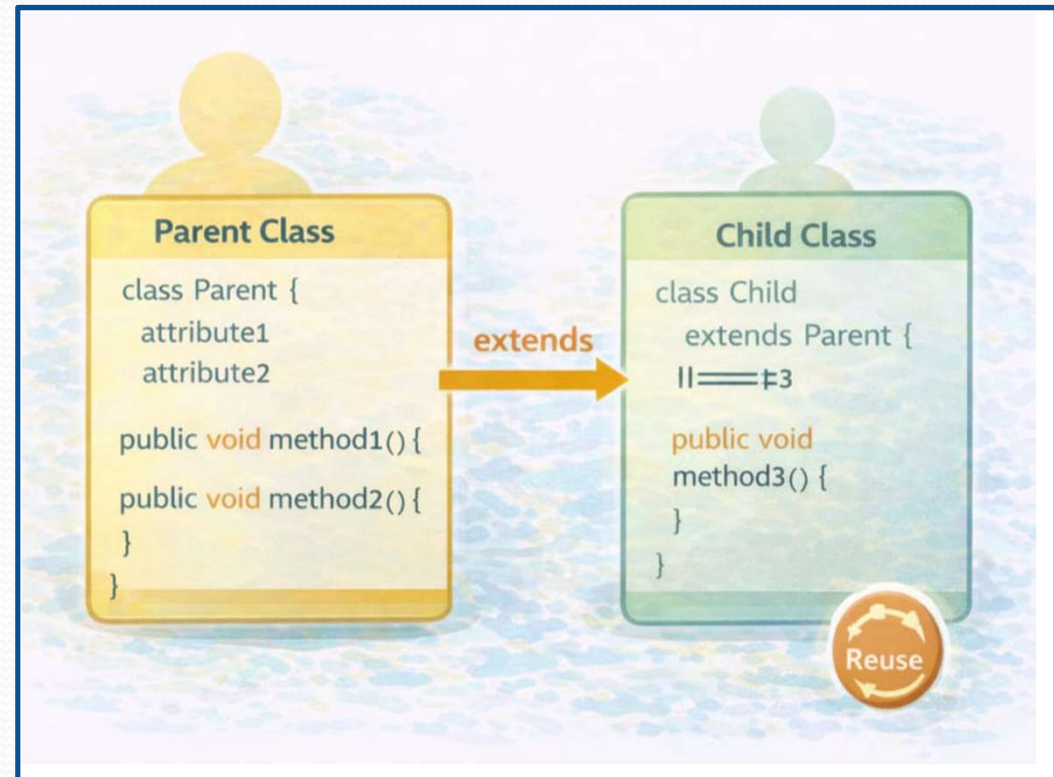 Parent Class
class Parent {
attribute1
attribute2
public void method1() {
public void method2() {
}
}
extends
Child Class
class Child
extends Parent {
public void
method3() {
}
}
Reuse